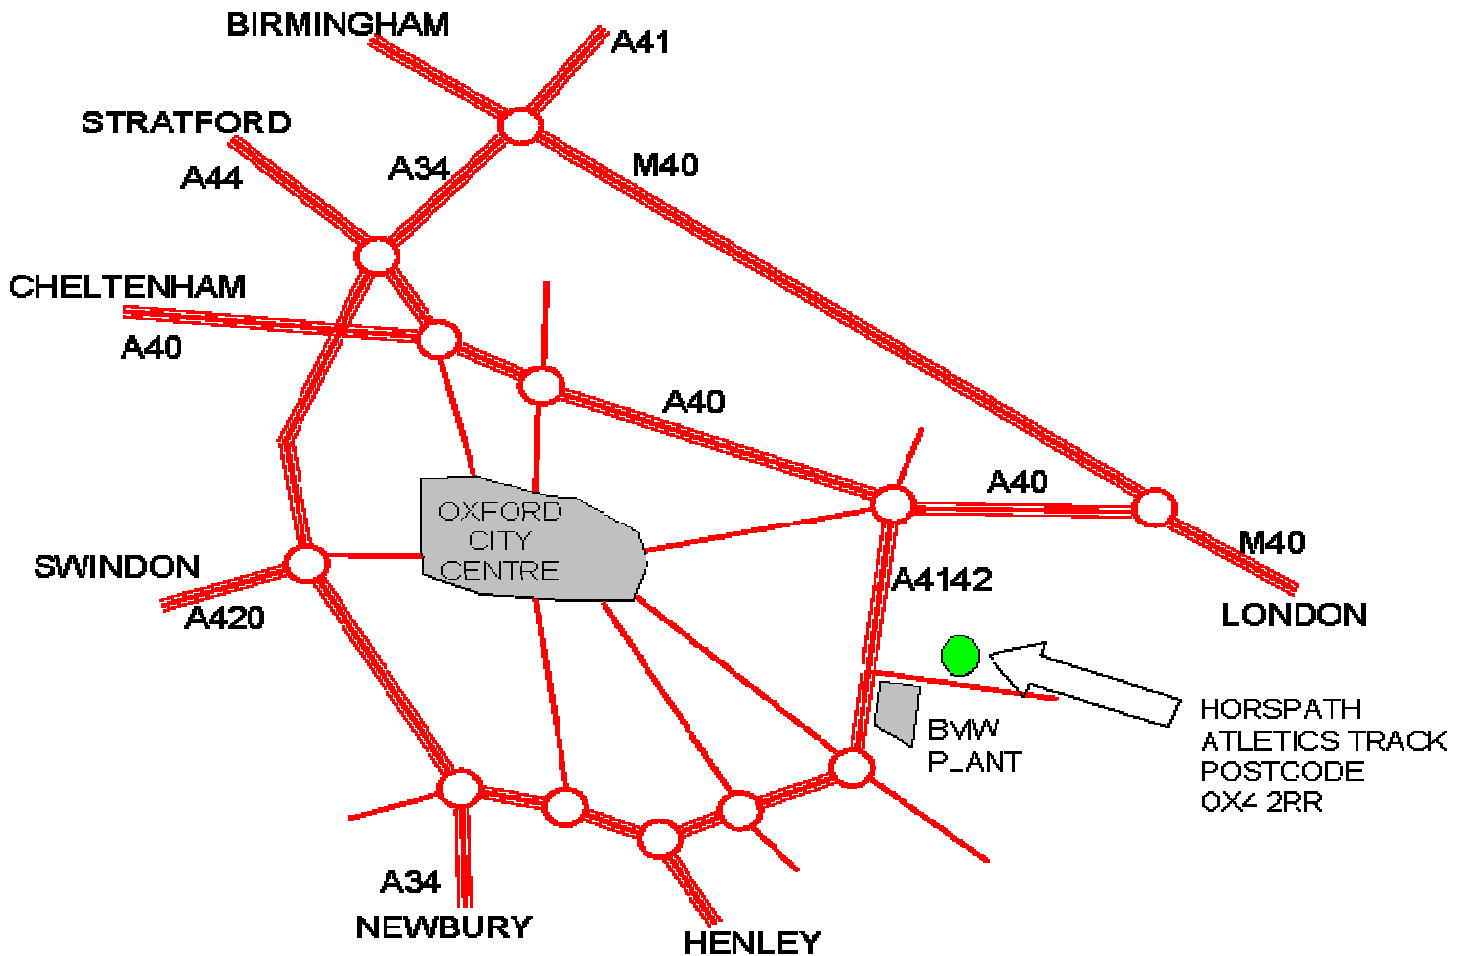 BIRMINGHAM
A41
STRATFORD
A44
A34
M40
CHELTENHAM
A40
A40
A40
OXFORD
CITY
CENTRE
M40
SWINDON
A420
A4142
LONDON
HORSPATH
ATLETICS TRACK
POSTCODE
OX4 2RR
BMW
PLANT
A34
NEWBURY
HENLEY